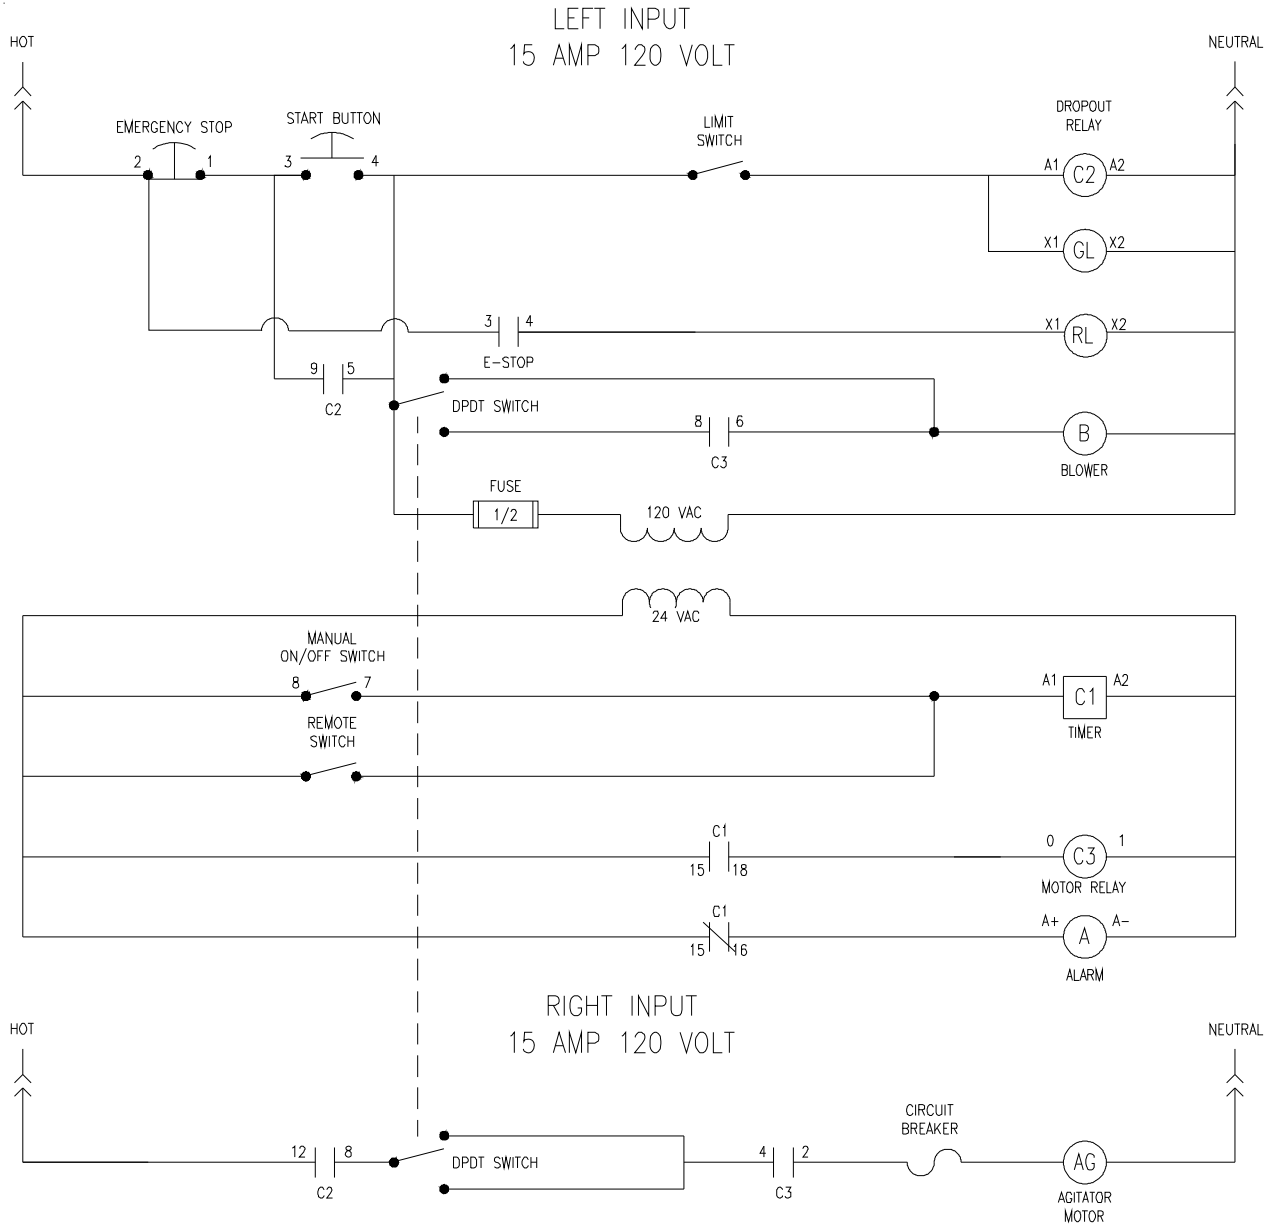 LEFT INPUT
15 AMP 120 VOLT
HOT
NEUTRAL
EMERGENCY STOP
START BUTTON
LIMIT
SWITCH
DROPOUT
RELAY
2
1
3
4
A1
C2
A2
X1
GL
X2
3
4
E-STOP
X1
RL
X2
9
5
C2
DPDT SWITCH
8
6
C3
B
BLOWER
FUSE
1/2
120 VAC
24 VAC
MANUAL
ON/OFF SWITCH
8
7
A1
C1
A2
TIMER
REMOTE
SWITCH
C1
15
18
0
C3
1
MOTOR RELAY
C1
15
16
A+
A
A-
ALARM
RIGHT INPUT
15 AMP 120 VOLT
HOT
NEUTRAL
12
8
C2
DPDT SWITCH
4
2
C3
CIRCUIT
BREAKER
AG
AGITATOR
MOTOR